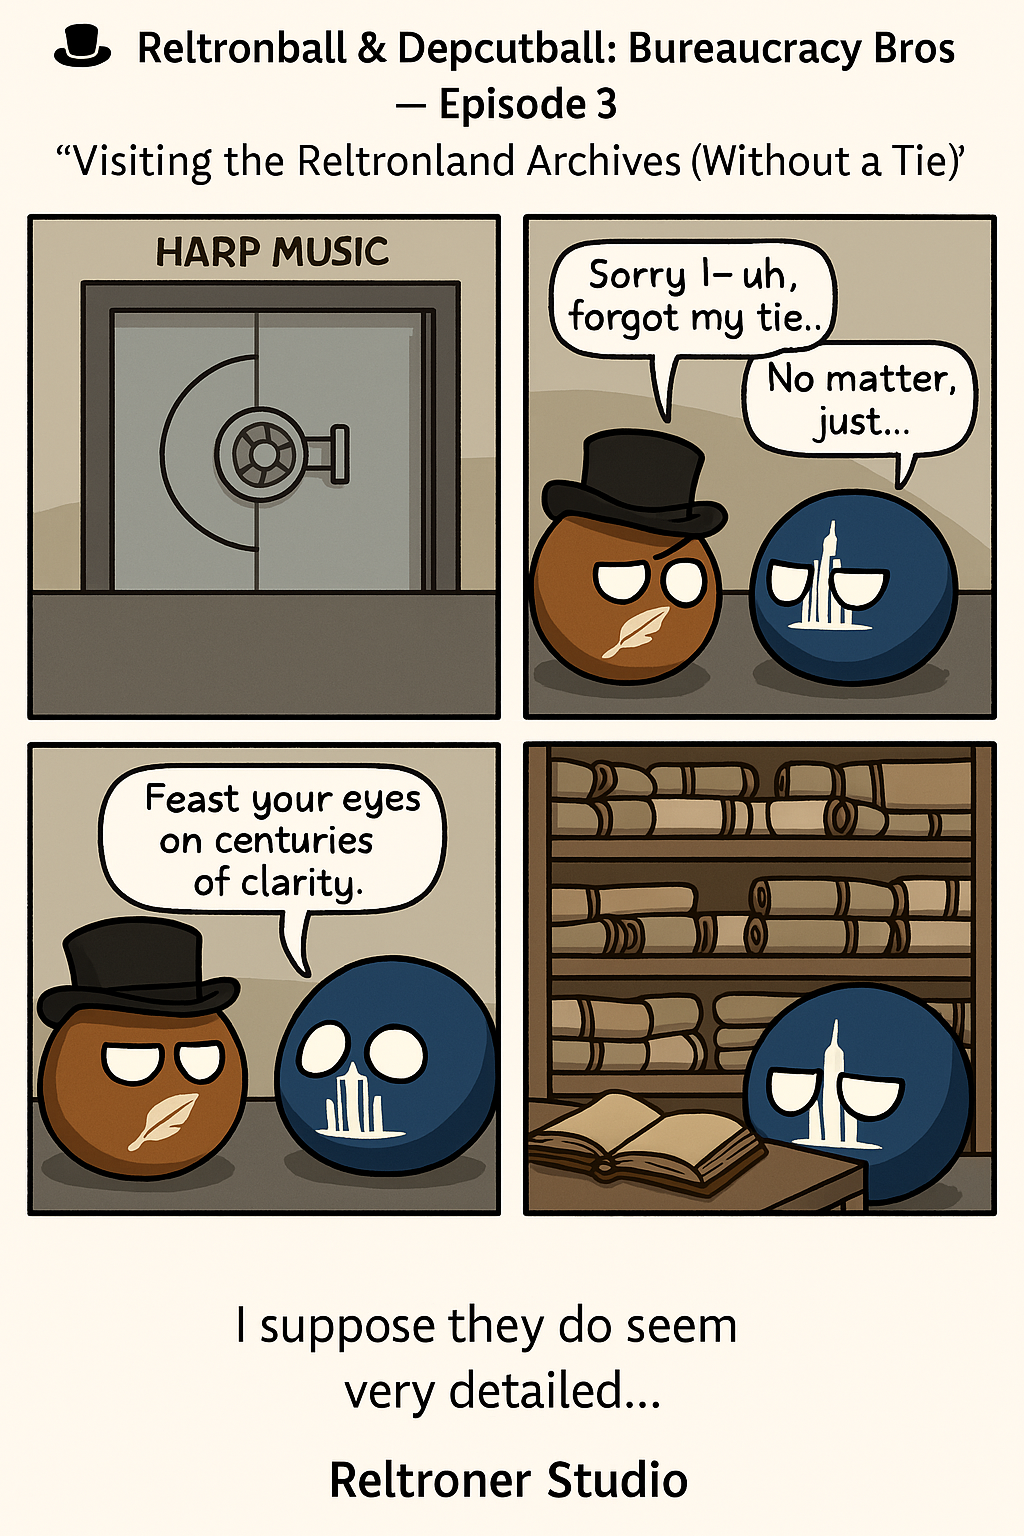 Reltronball & Depcutball: Bureaucracy Bros
— Episode 3
“Visiting the Reltronland Archives (Without a Tie)’
HARP MUSIC
Sorry I– uh,
forgot my tie..
No matter,
just...
Feast your eyes
on centuries
of clarity.
I suppose they do seem
very detailed...
Reltroner Studio